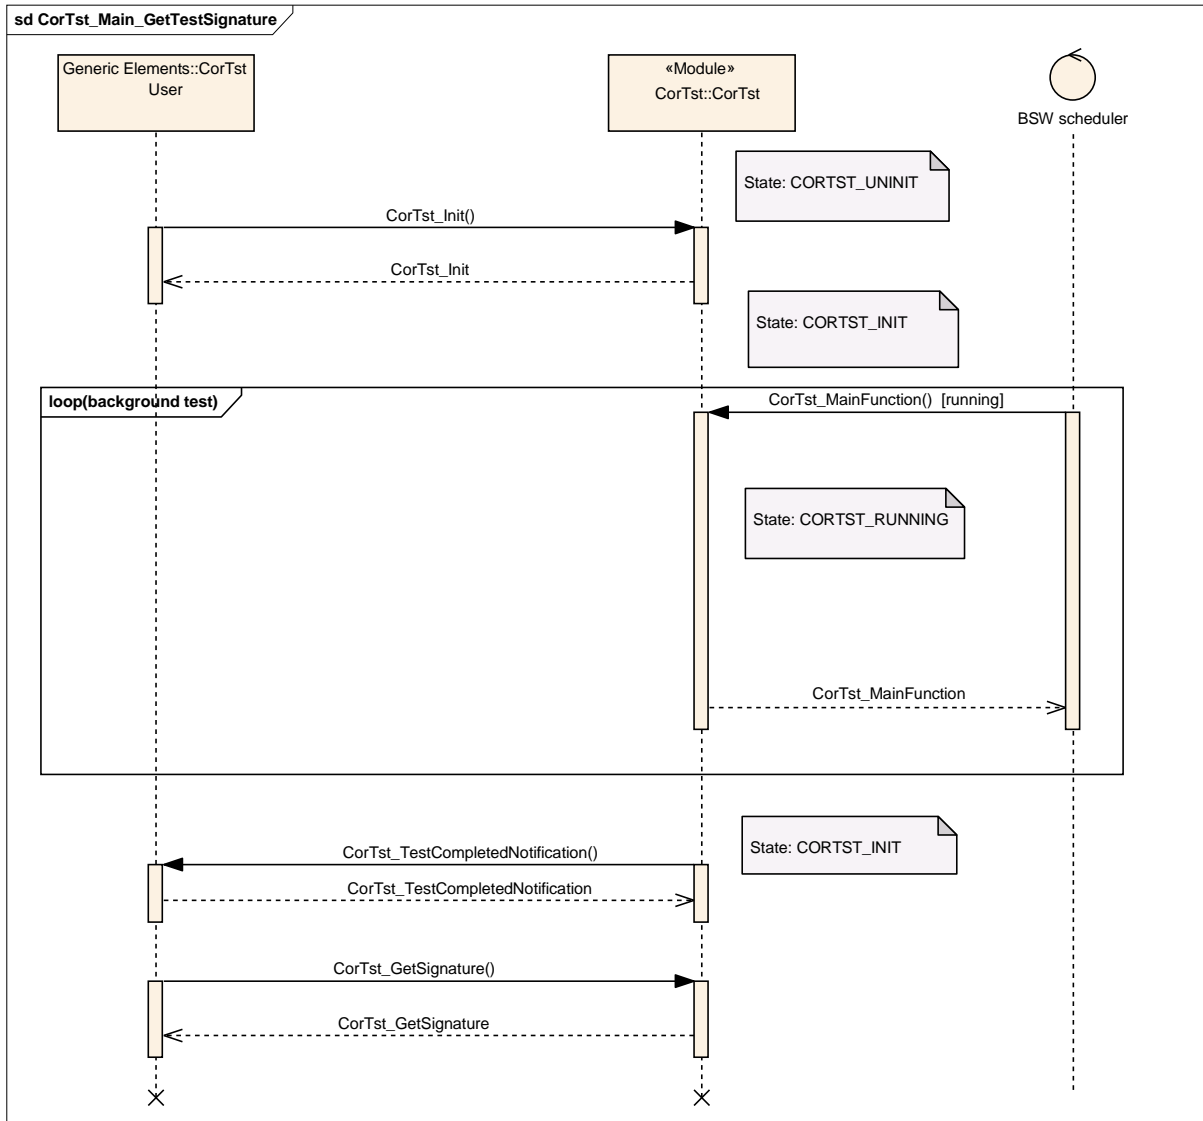 sd CorTst_Main_GetTestSignature
Generic Elements::CorTst
User
«Module»
CorTst::CorTst
BSW scheduler
State: CORTST_UNINIT
CorTst_Init()
CorTst_Init
State: CORTST_INIT
loop(background test)
CorTst_MainFunction() [running]
State: CORTST_RUNNING
CorTst_MainFunction
State: CORTST_INIT
CorTst_TestCompletedNotification()
CorTst_TestCompletedNotification
CorTst_GetSignature()
CorTst_GetSignature